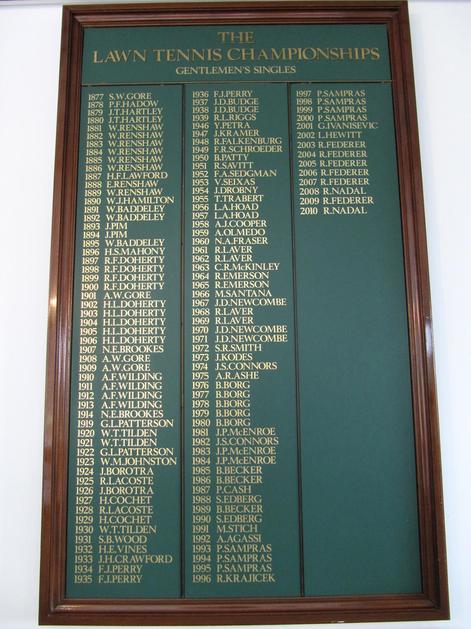 THE
LAWN TENNIS CHAMPIONSHIPS
GENTLEMEN'S SINGLES
1877 S.W.GORE
1878 P.F.HADOW
1879 J.T.HARTLEY
1880 J.T.HARTLEY
1881 W.RENSHAW
1882 W.RENSHAW
1883 W.RENSHAW
1884 W.RENSHAW
1885 W.RENSHAW
1886 W.RENSHAW
1887 H.F.LAWFORD
1888 E.RENSHAW
1889 W.RENSHAW
1890 W.J.HAMILTON
1891 W.BADDELEY
1892 W.BADDELEY
1893 J.PIM
1894 J.PIM
1895 W.BADDELEY
1896 H.S.MAHONY
1897 R.F.DOHERTY
1898 R.F.DOHERTY
1899 R.F.DOHERTY
1900 R.F.DOHERTY
1901 A.W.GORE
1902 H.L.DOHERTY
1903 H.L.DOHERTY
1904 H.L.DOHERTY
1905 H.L.DOHERTY
1906 H.L.DOHERTY
1907 N.E.BROOKES
1908 A.W.GORE
1909 A.W.GORE
1910 A.F.WILDING
1911 A.F.WILDING
1912 A.F.WILDING
1913 A.F.WILDING
1914 N.E.BROOKES
1919 G.L.PATTERSON
1920 W.T.TILDEN
1921 W.T.TILDEN
1922 G.L.PATTERSON
1923 W.M.JOHNSTON
1924 J.BOROTRA
1925 R.LACOSTE
1926 J.BOROTRA
1927 H.COCHET
1928 R.LACOSTE
1929 H.COCHET
1930 W.T.TILDEN
1931 S.B.WOOD
1932 H.E.VINES
1933 J.H.CRAWFORD
1934 F.J.PERRY
1935 F.J.PERRY
1936 F.J.PERRY
1937 J.D.BUDGE
1938 J.D.BUDGE
1939 R.L.RIGGS
1946 Y.PETRA
1947 J.KRAMER
1948 R.FALKENBURG
1949 F.R.SCHROEDER
1950 B.PATTY
1951 R.SAVITT
1952 F.A.SEDGMAN
1953 V.SEIXAS
1954 J.DROBNY
1955 T.TRABERT
1956 L.A.HOAD
1957 L.A.HOAD
1958 A.J.COOPER
1959 A.OLMEDO
1960 N.A.FRASER
1961 R.LAVER
1962 R.LAVER
1963 C.R.McKINLEY
1964 R.EMERSON
1965 R.EMERSON
1966 M.SANTANA
1967 J.D.NEWCOMBE
1968 R.LAVER
1969 R.LAVER
1970 J.D.NEWCOMBE
1971 J.D.NEWCOMBE
1972 S.R.SMITH
1973 J.KODES
1974 J.S.CONNORS
1975 A.R.ASHE
1976 B.BORG
1977 B.BORG
1978 B.BORG
1979 B.BORG
1980 B.BORG
1981 J.P.McENROE
1982 J.S.CONNORS
1983 J.P.McENROE
1984 J.P.McENROE
1985 B.BECKER
1986 B.BECKER
1987 P.CASH
1988 S.EDBERG
1989 B.BECKER
1990 S.EDBERG
1991 M.STICH
1992 A.AGASSI
1993 P.SAMPRAS
1994 P.SAMPRAS
1995 P.SAMPRAS
1996 R.KRAJICEK
1997 P.SAMPRAS
1998 P.SAMPRAS
1999 P.SAMPRAS
2000 P.SAMPRAS
2001 G.IVANISEVIC
2002 L.HEWITT
2003 R.FEDERER
2004 R.FEDERER
2005 R.FEDERER
2006 R.FEDERER
2007 R.FEDERER
2008 R.NADAL
2009 R.FEDERER
2010 R.NADAL